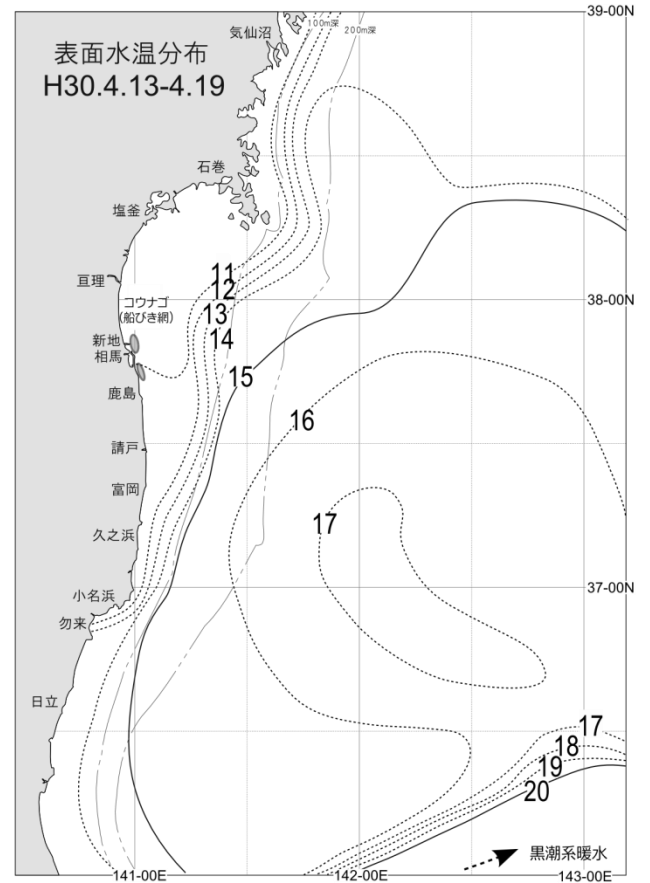 39-00N
気仙沼
100m深
200m深
表面水温分布
H30.4.13-4.19
石巻
塩釜
亘理
11
12
コウナゴ
(船びき網)
38-00N
13
新地
14
相馬
15
鹿島
16
請戸
富岡
17
久之浜
37-00N
小名浜
勿来
日立
17
18
19
20
黒潮系暖水
141-00E
142-00E
143-00E